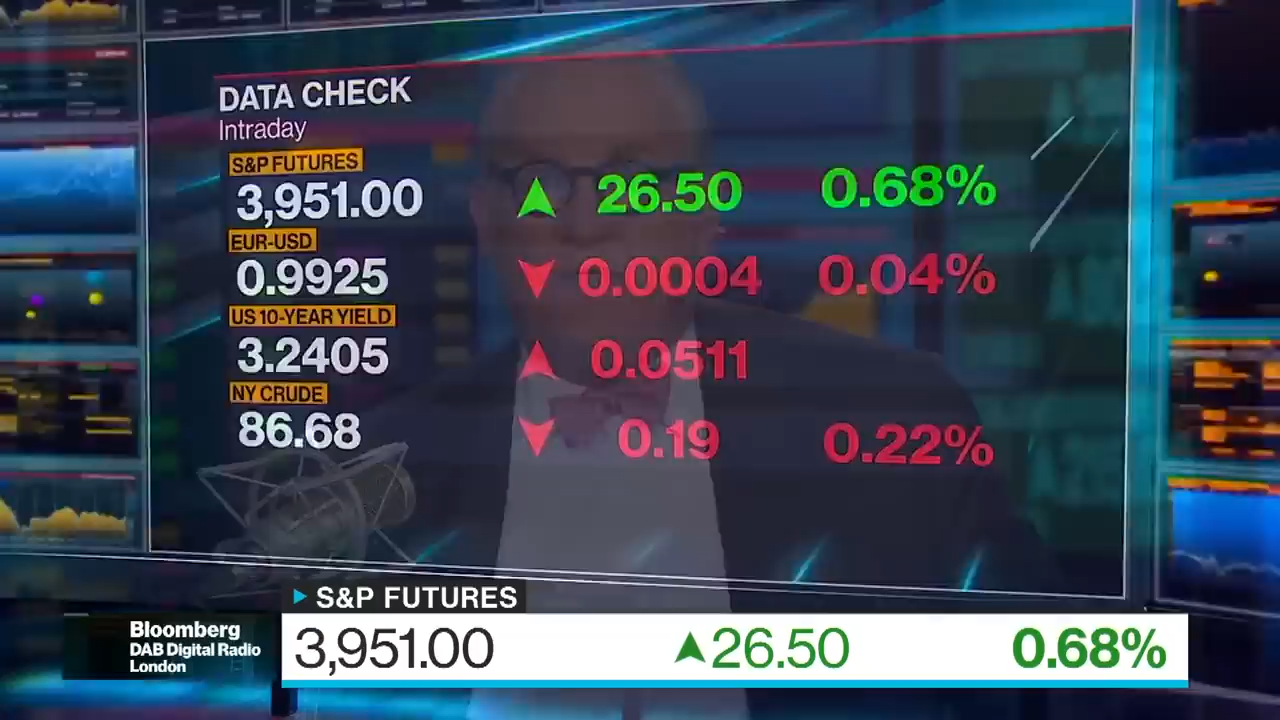 DATA CHECK
Intraday
S&P FUTURES
3,951.00 ▲ 26.50 0.68%
EUR-USD
0.9925 ▼ 0.0004 0.04%
US 10-YEAR YIELD
3.2405 ▲ 0.0511
NY CRUDE
86.68 ▼ 0.19 0.22%
S&P FUTURES
3,951.00 ▲ 26.50 0.68%
Bloomberg
DAB Digital Radio
London